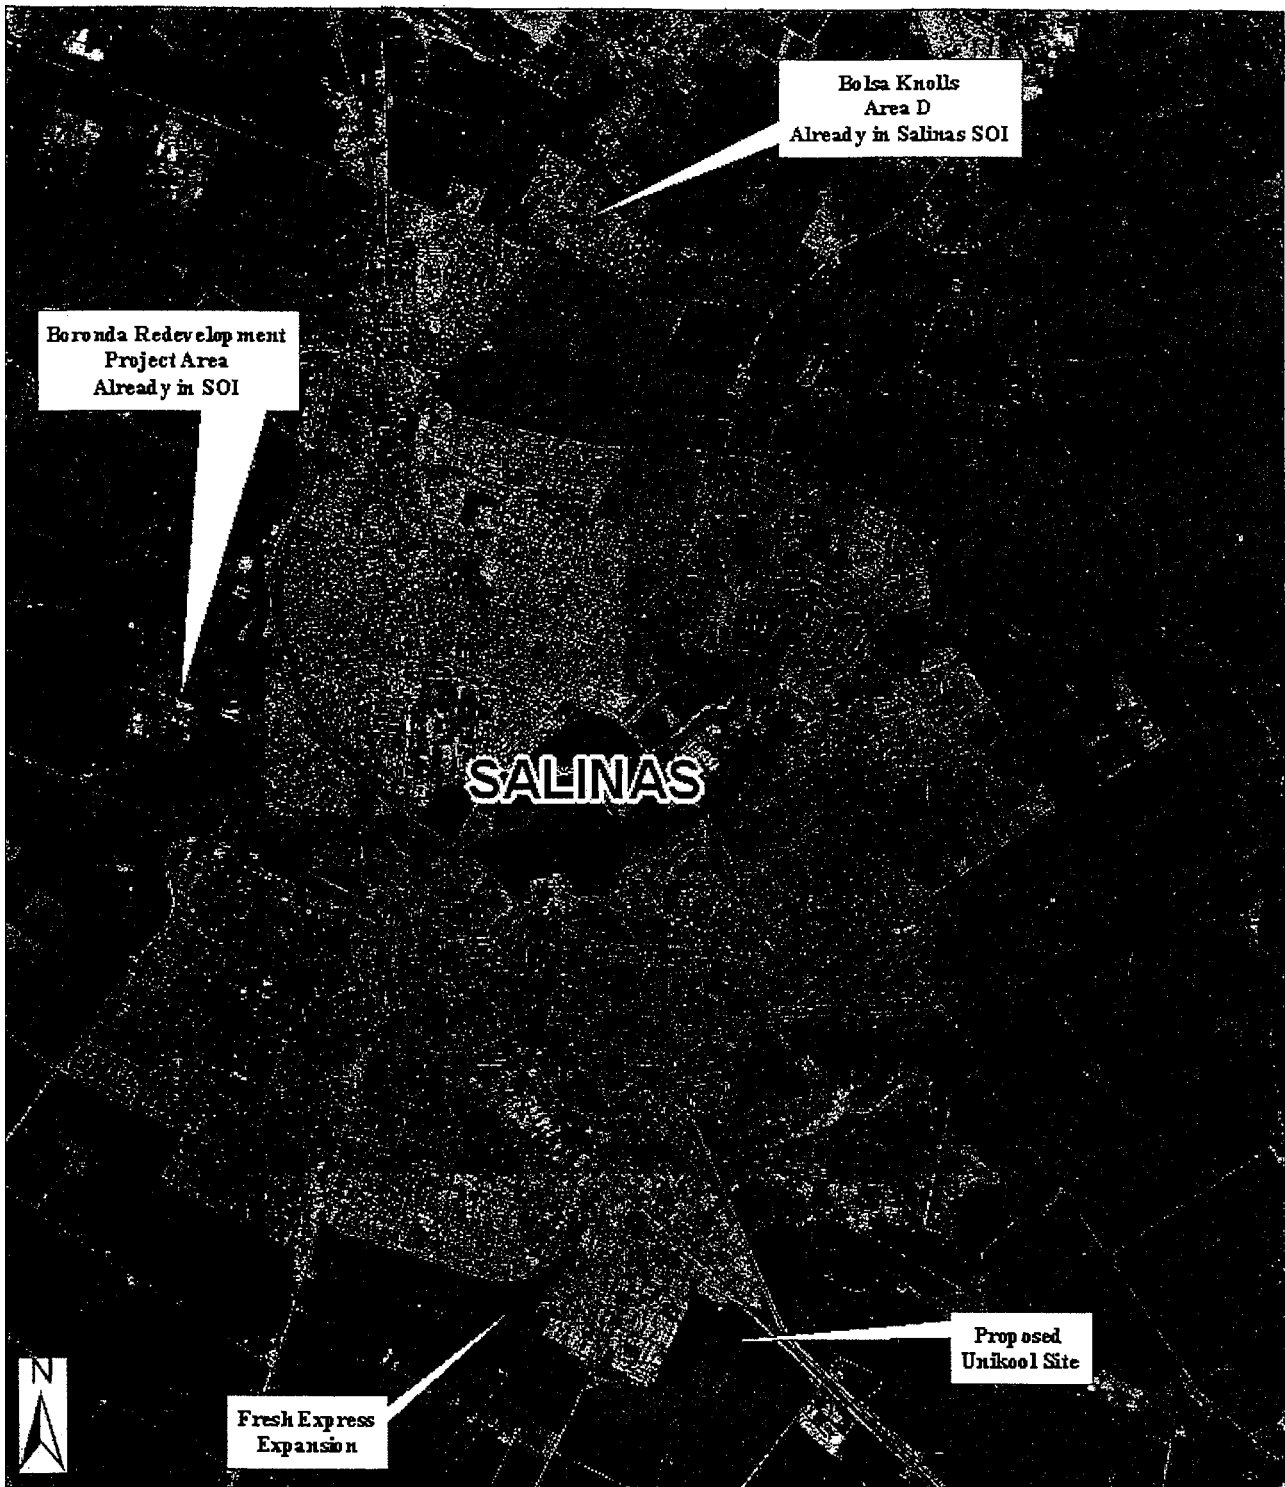 Bolsa Knolls
Area D
Already in Salinas SOI
Boronda Redevelopment
Project Area
Already in SOI
SALINAS
Proposed
Unikool Site
Fresh Express
Expansion
N